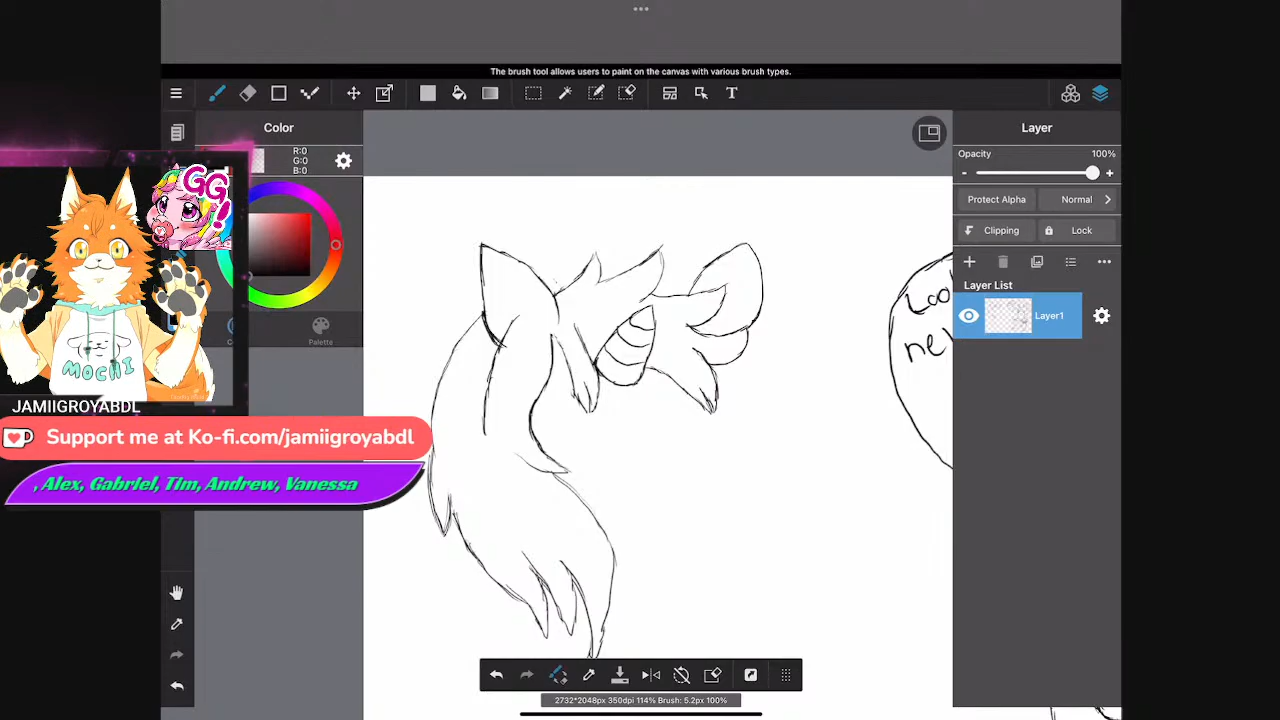 The brush tool allows users to paint on the canvas with various brush types.
T
Color
R:0
G:0
B:0
Palette
GG!
MOCHI
JAMIIGROYABDL
Support me at Ko-fi.com/jamiigroyabdl
, Alex, Gabriel, Tim, Andrew, Vanessa
Layer
Opacity 100%
- +
Protect Alpha Normal
Clipping Lock
Layer List
Layer1
2732*2048px 350dpi 114% Brush: 5.2px 100%